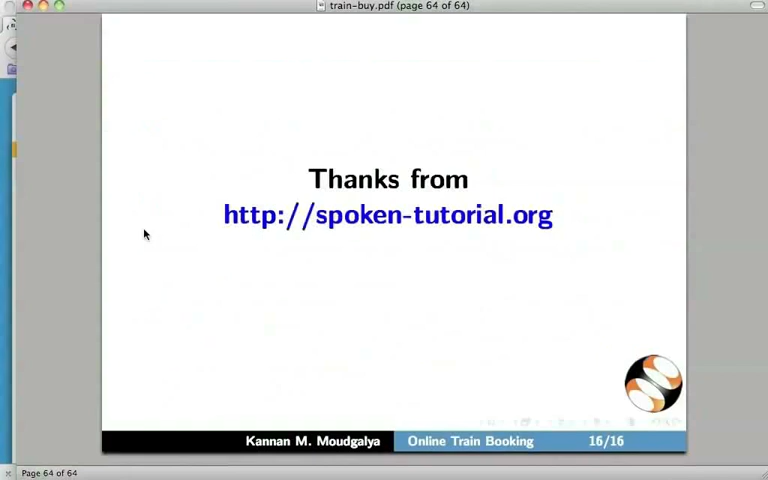 train-buy.pdf (page 64 of 64)
Thanks from
http://spoken-tutorial.org
Kannan M. Moudgalya Online Train Booking 16/16
Page 64 of 64